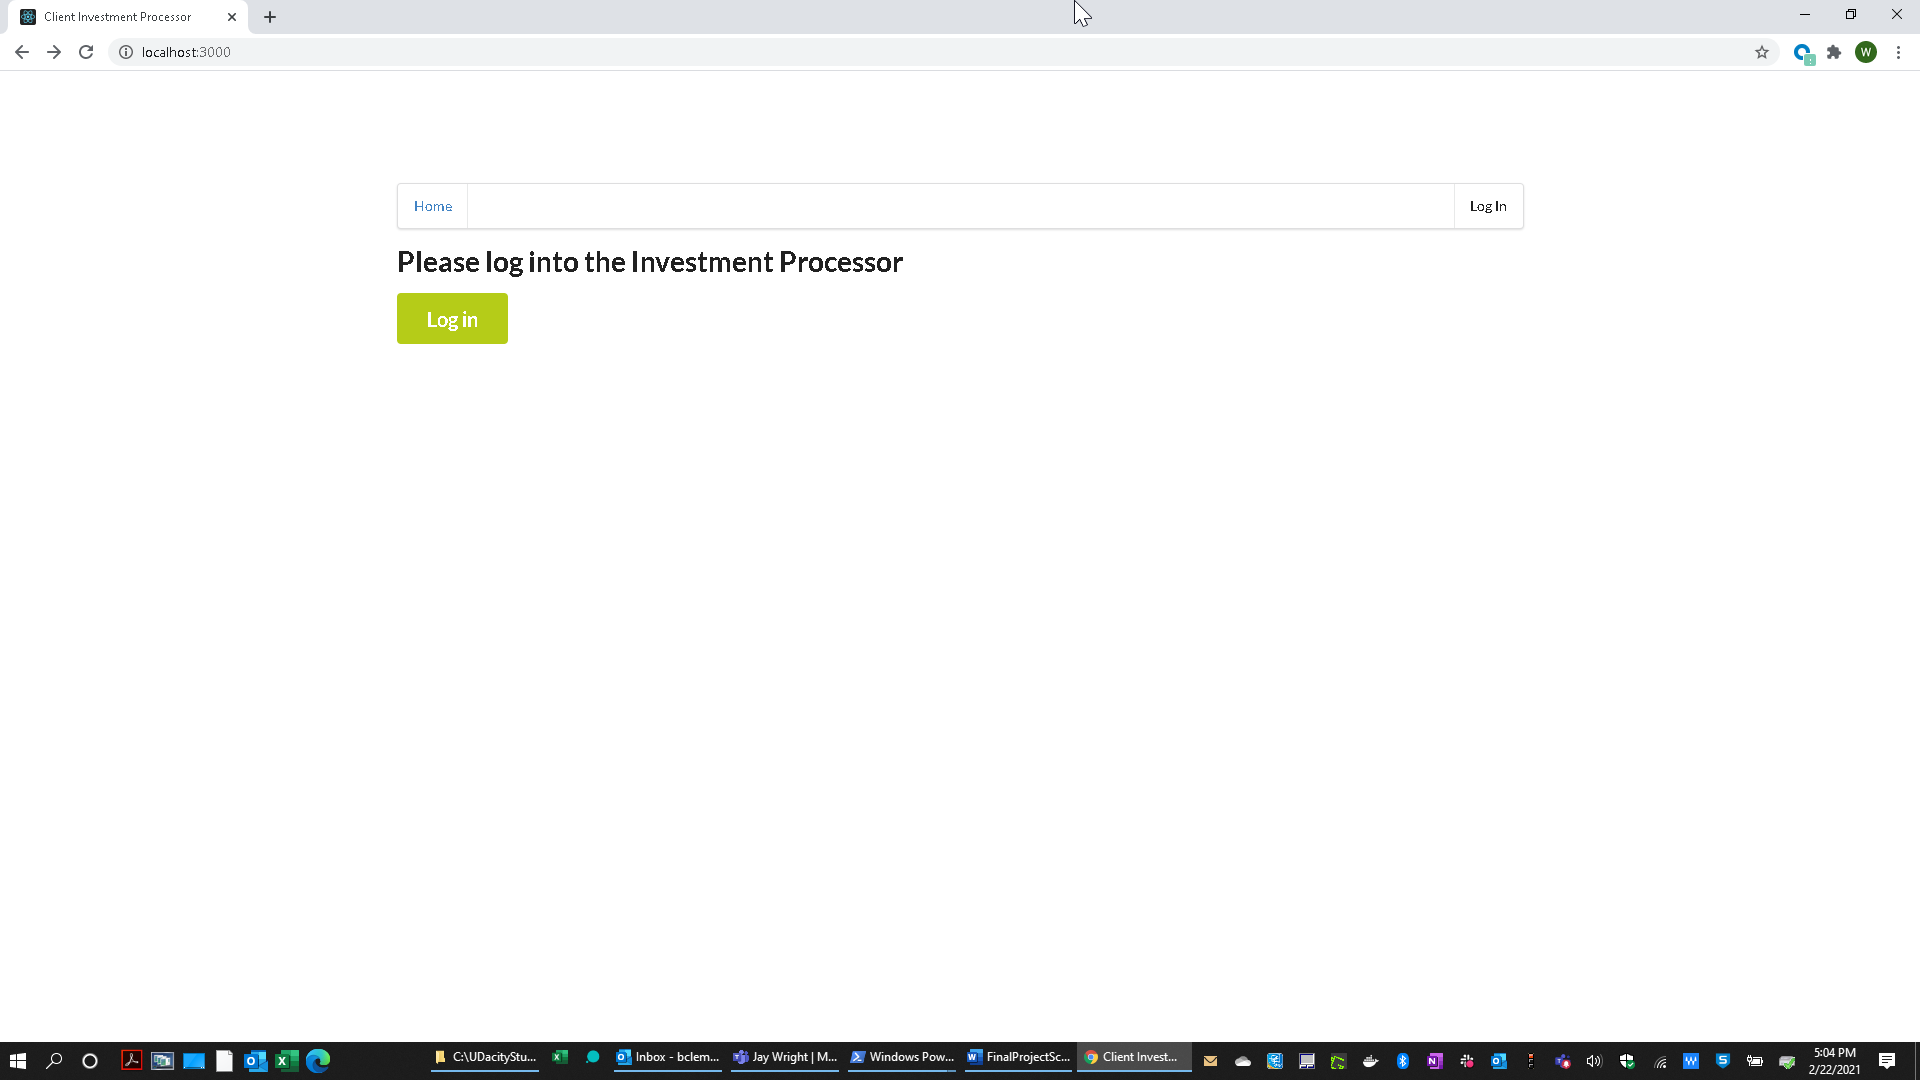 Client Investment Processor
localhost:3000
W
Home
Log In
Please log into the Investment Processor
Log in
C:\UDacityStu...
Inbox - bclem...
Jay Wright | M...
Windows Pow...
FinalProjectSc...
Client Invest...
5:04 PM
2/22/2021